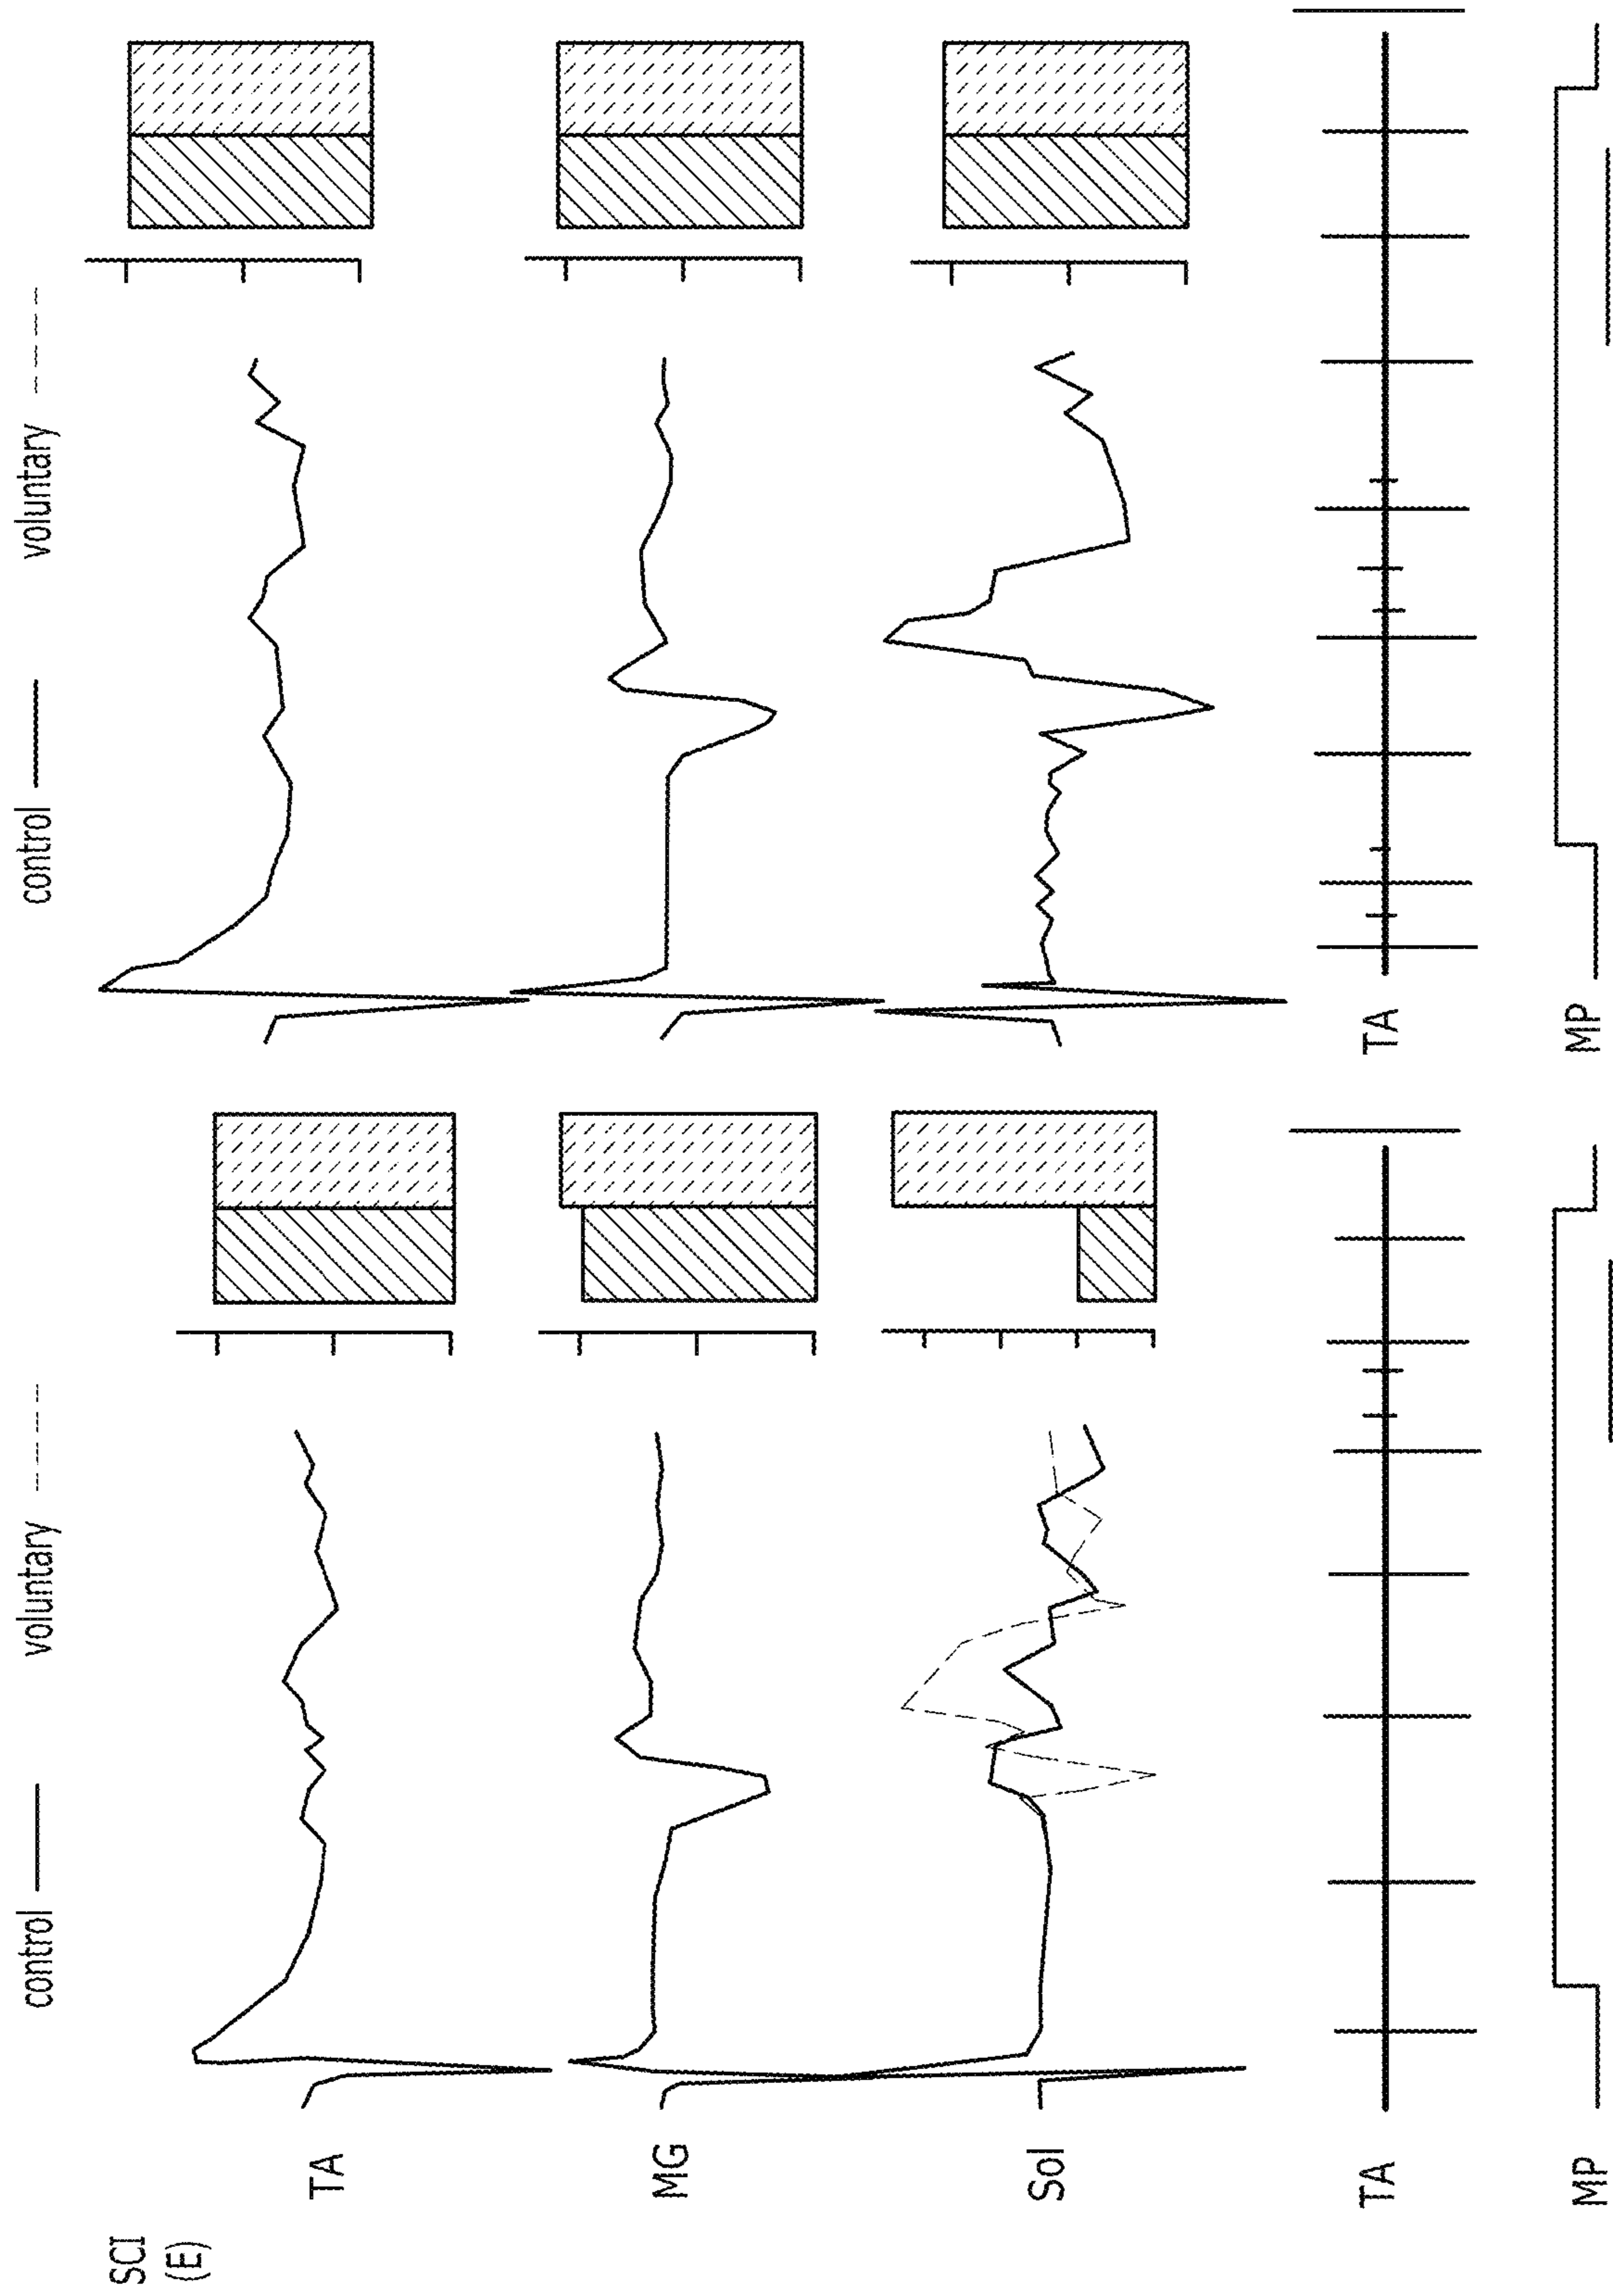 SCI
(E)
control
voluntary
control
voluntary
TA
MG
Sol
TA
TA
MP
MP